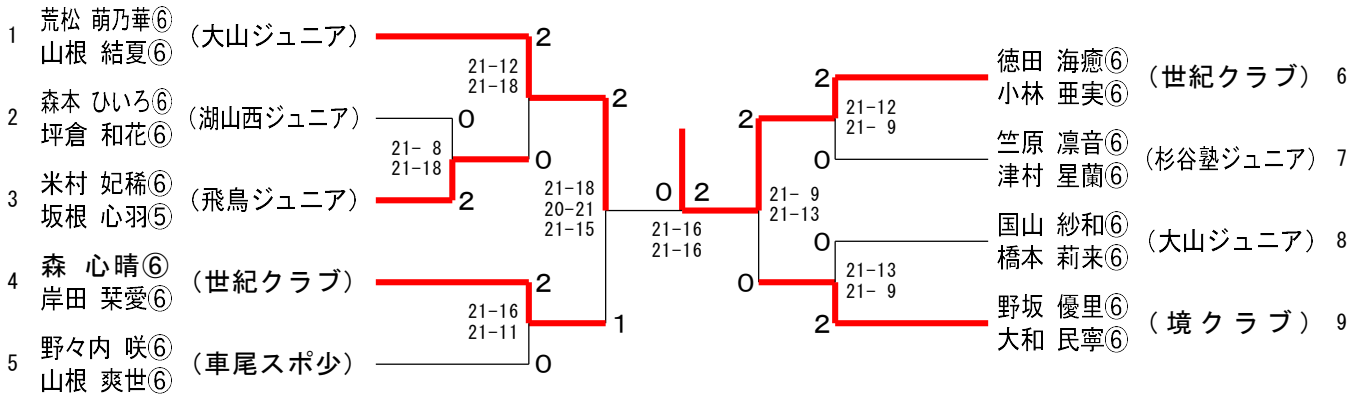 1 荒松 萌乃華⑥ (大山ジュニア)
山根 結夏⑥
2 森本 ひいろ⑥ (湖山西ジュニア)
坪倉 和花⑥
3 米村 妃稀⑥ (飛鳥ジュニア)
坂根 心羽⑤
4 森 心晴⑥ (世紀クラブ)
岸田 栞愛⑥
5 野々内 咲⑥ (車尾スポ少)
山根 爽世⑥
2
21-12
21-18
0
21- 8
21-18
2
0
2
21-18
20-21
21-15
2
21-16
21-11
0
1
0 2
21-16
21-16
2
21- 9
21-13
0
2
21-12
21- 9
0
0
21-13
21- 9
2
徳田 海癒⑥ (世紀クラブ) 6
小林 亜実⑥
竺原 凛音⑥ (杉谷塾ジュニア) 7
津村 星蘭⑥
国山 紗和⑥ (大山ジュニア) 8
橋本 莉来⑥
野坂 優里⑥ (境クラブ) 9
大和 民寧⑥